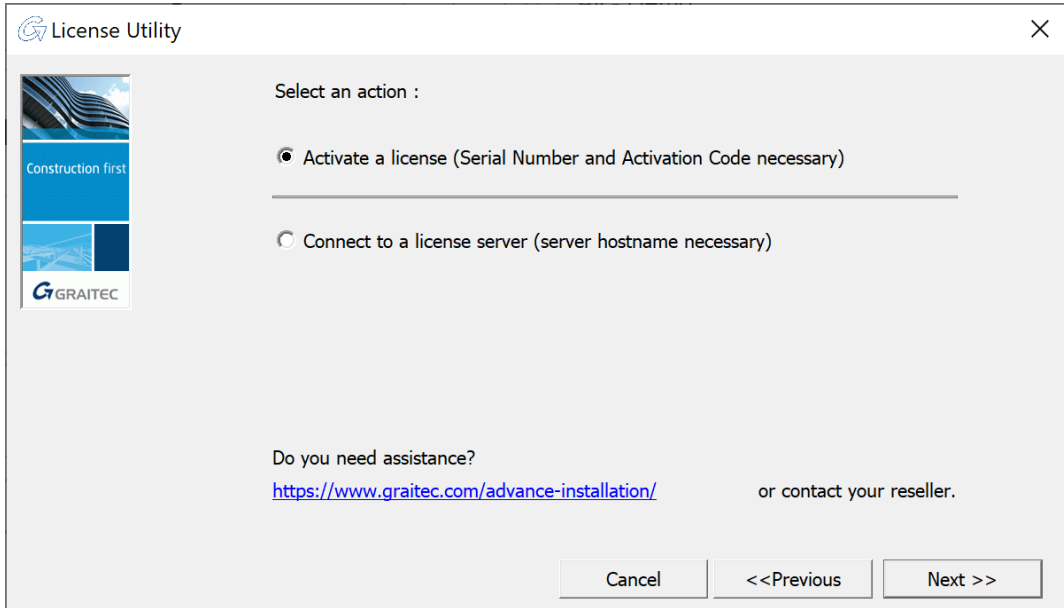 License Utility
Select an action :
Construction first
Activate a license (Serial Number and Activation Code necessary)
Connect to a license server (server hostname necessary)
GRAITEC
Do you need assistance?
https://www.graitec.com/advance-installation/ or contact your reseller.
Cancel <<Previous Next >>